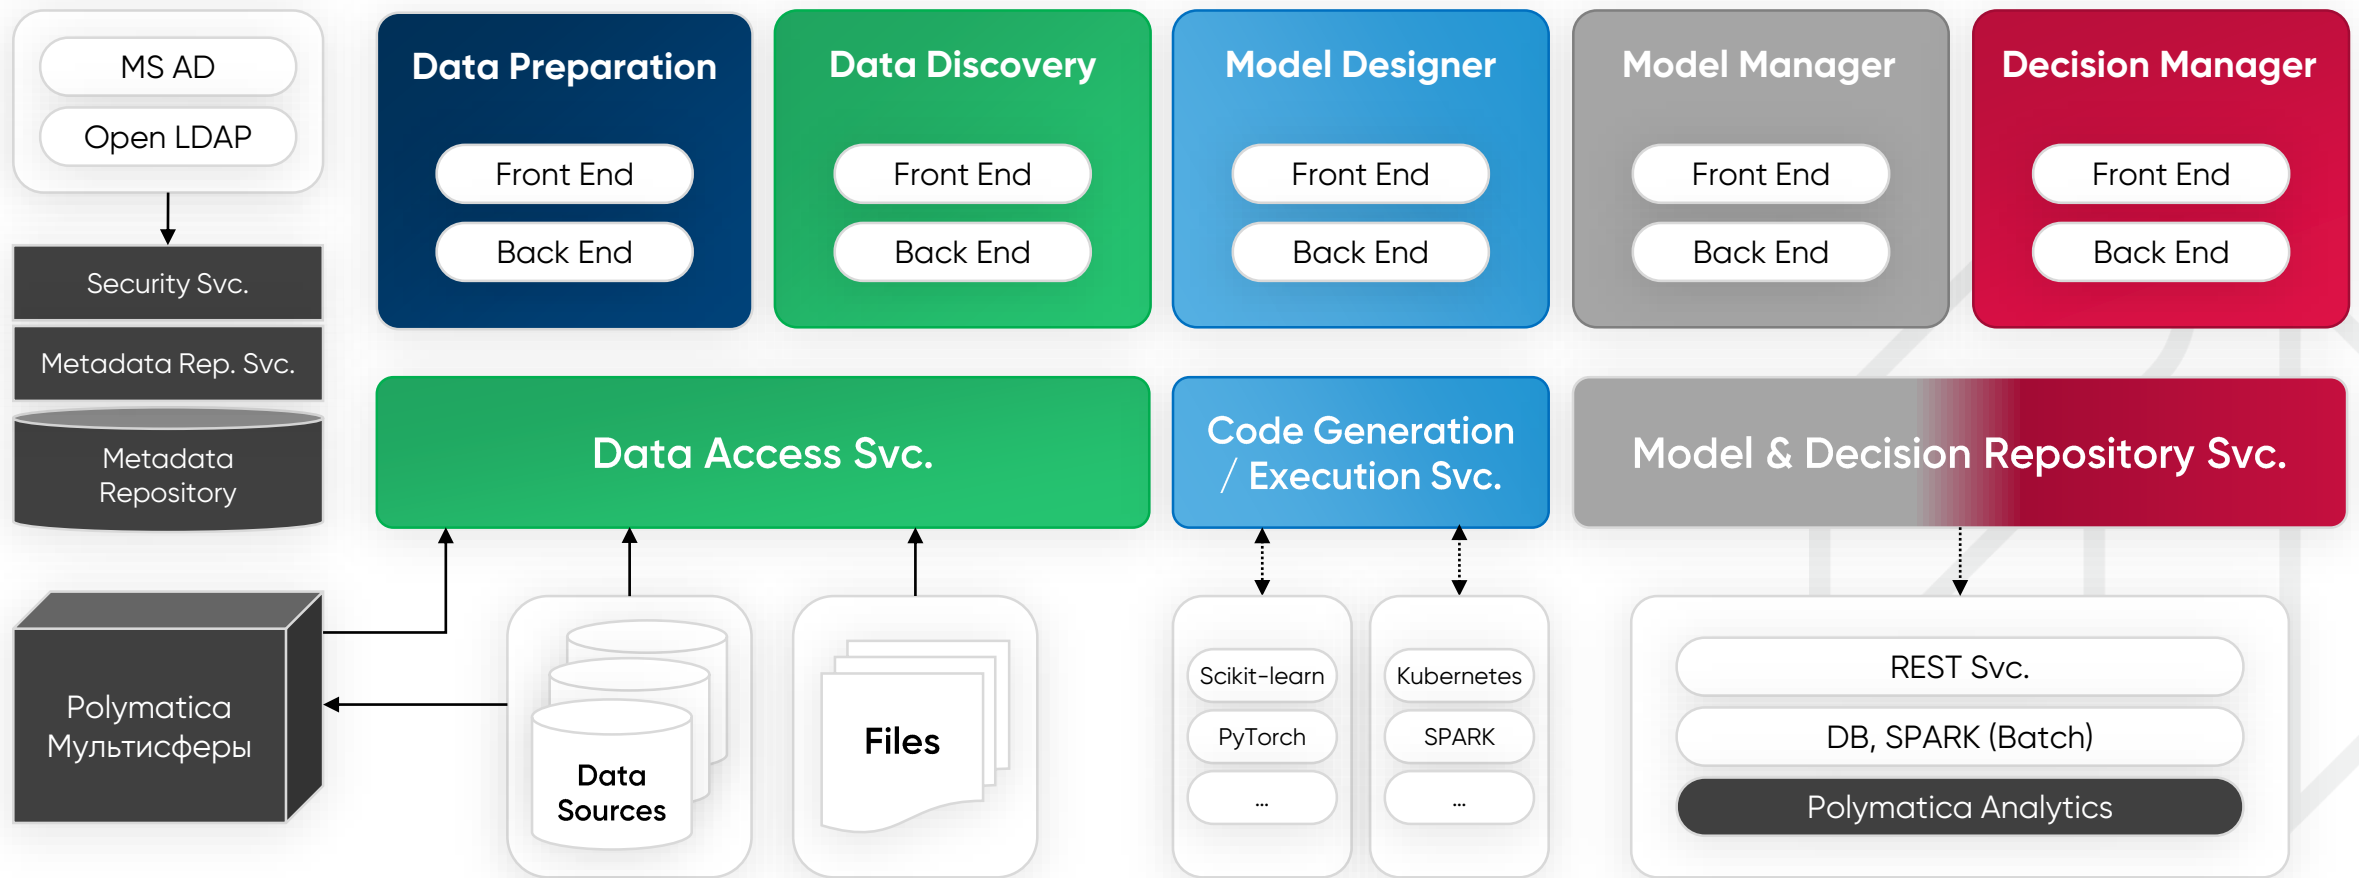 MS AD
Open LDAP
Security Svc.
Metadata Rep. Svc.
Metadata
Repository
Polymatica
Мультисферы
Data Preparation
Front End
Back End
Data Discovery
Front End
Back End
Model Designer
Front End
Back End
Model Manager
Front End
Back End
Decision Manager
Front End
Back End
Data Access Svc.
Code Generation
/ Execution Svc.
Model & Decision Repository Svc.
Data
Sources
Files
Scikit-learn
PyTorch
...
Kubernetes
SPARK
...
REST Svc.
DB, SPARK (Batch)
Polymatica Analytics